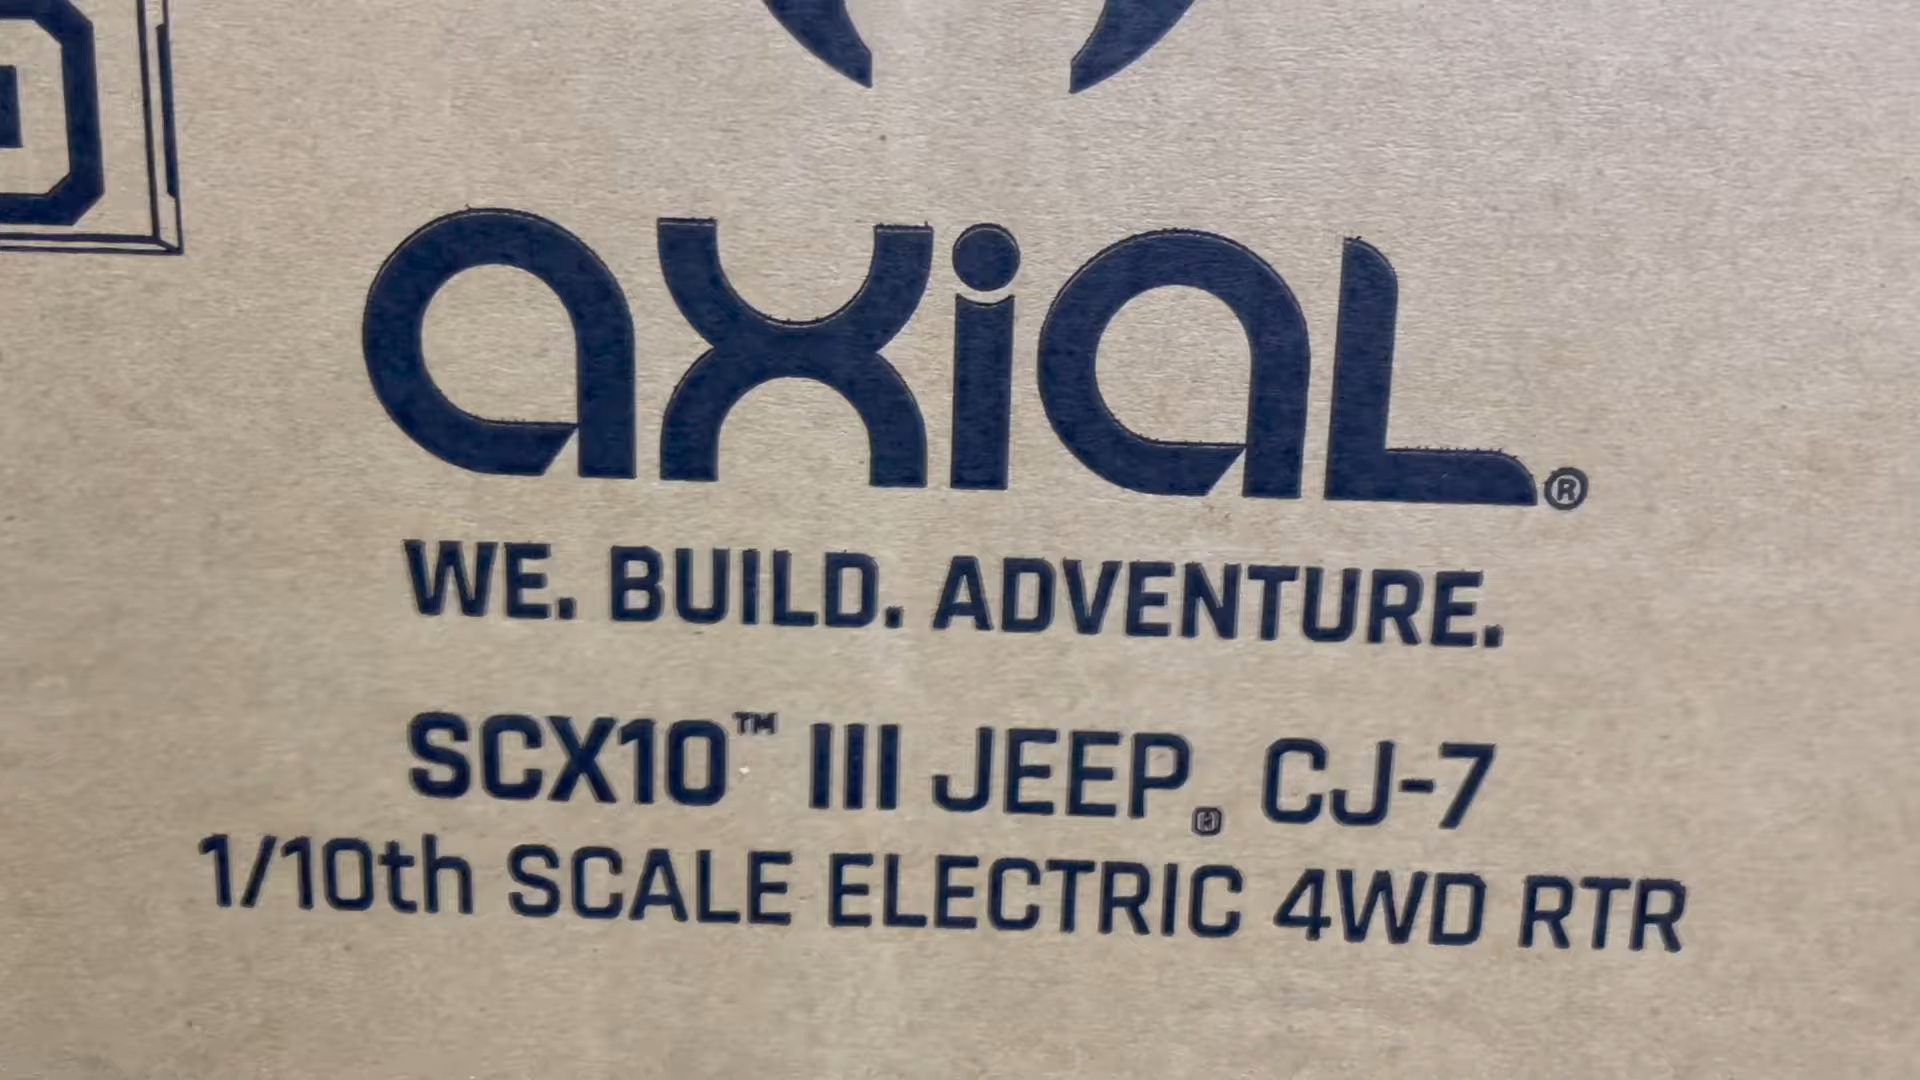 axial®
WE. BUILD. ADVENTURE.
SCX10™ III JEEP® CJ-7
1/10th SCALE ELECTRIC 4WD RTR